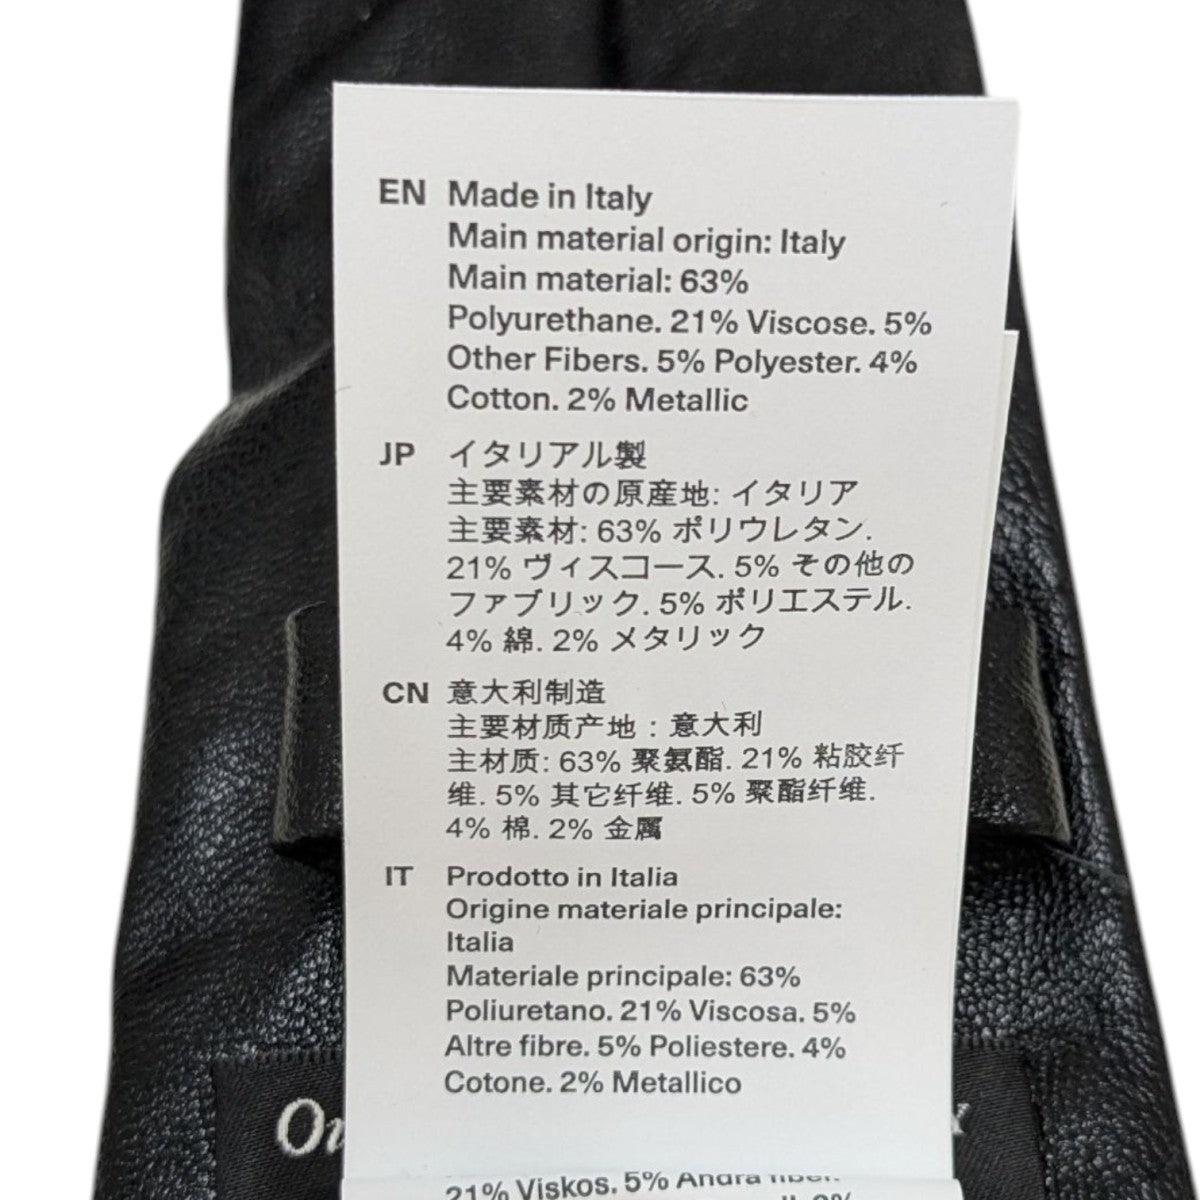 EN Made in Italy
Main material origin: Italy
Main material: 63%
Polyurethane. 21% Viscose. 5%
Other Fibers. 5% Polyester. 4%
Cotton. 2% Metallic
JP イタリアル製
主要素材の原産地: イタリア
主要素材: 63% ポリウレタン.
21% ヴィスコース. 5% その他の
ファブリック. 5% ポリエステル.
4% 綿. 2% メタリック
CN 意大利制造
主要材质产地：意大利
主材质: 63% 聚氨酯. 21% 粘胶纤
维. 5% 其它纤维. 5% 聚酯纤维.
4% 棉. 2% 金属
IT Prodotto in Italia
Origine materiale principale:
Italia
Materiale principale: 63%
Poliuretano. 21% Viscosa. 5%
Altre fibre. 5% Poliestere. 4%
Cotone. 2% Metallico
21% Viskos. 5% Andra